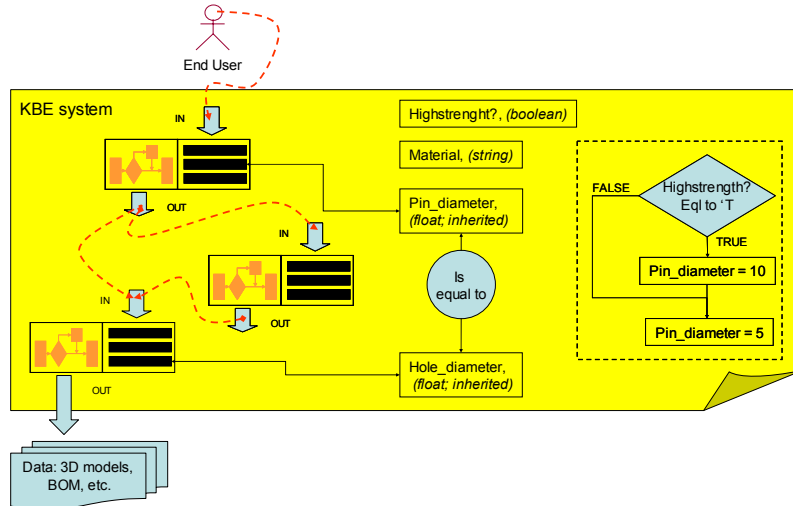 End User
KBE system
IN
Highstrenght?, (boolean)
Material, (string)
OUT
Pin_diameter,
(float; inherited)
IN
Is
equal to
IN
OUT
Hole_diameter,
(float; inherited)
OUT
FALSE
Highstrength?
Eql to ‘T
TRUE
Pin_diameter = 10
Pin_diameter = 5
Data: 3D models,
BOM, etc.